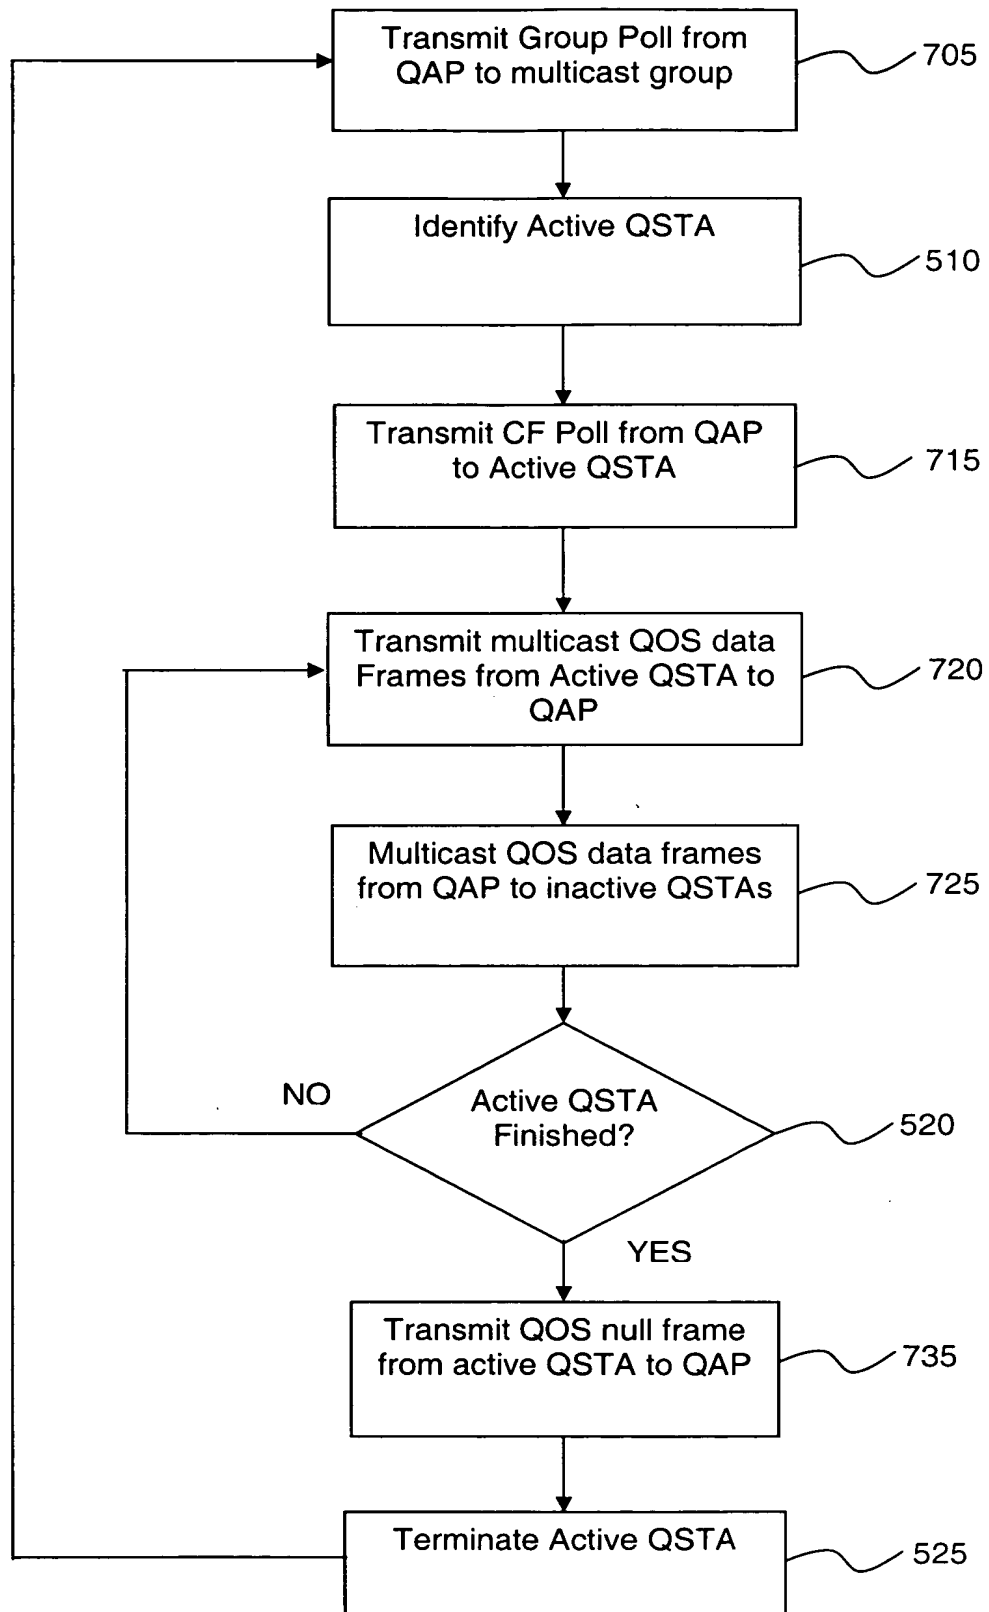 Transmit Group Poll from
QAP to multicast group
705
Identify Active QSTA
510
Transmit CF Poll from QAP
to Active QSTA
715
Transmit multicast QOS data
Frames from Active QSTA to
QAP
720
Multicast QOS data frames
from QAP to inactive QSTAs
725
NO
Active QSTA
Finished?
520
YES
Transmit QOS null frame
from active QSTA to QAP
735
Terminate Active QSTA
525